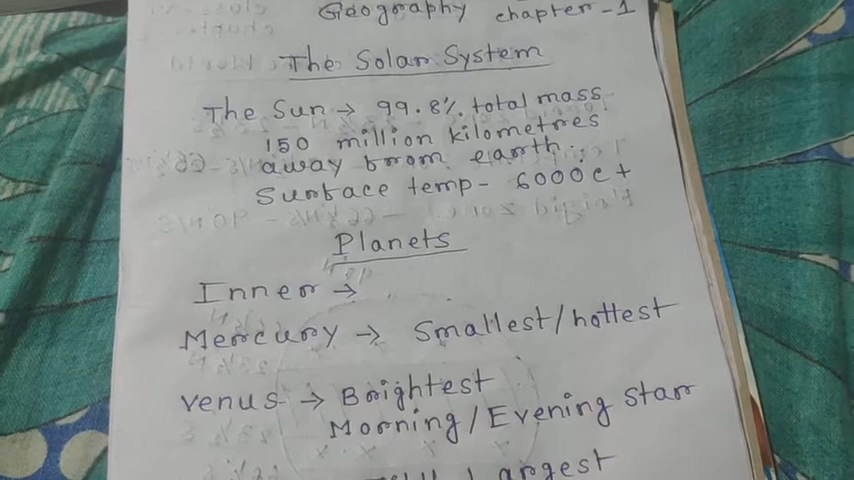 Geography chapter-1
The Solar System
The Sun → 99.8% total mass
150 million kilometres
away from earth.
Surface temp - 6000c+
Planets
Inner →
Mercury → Smallest/hottest
Venus → Brightest
Morning/Evening star
Largest